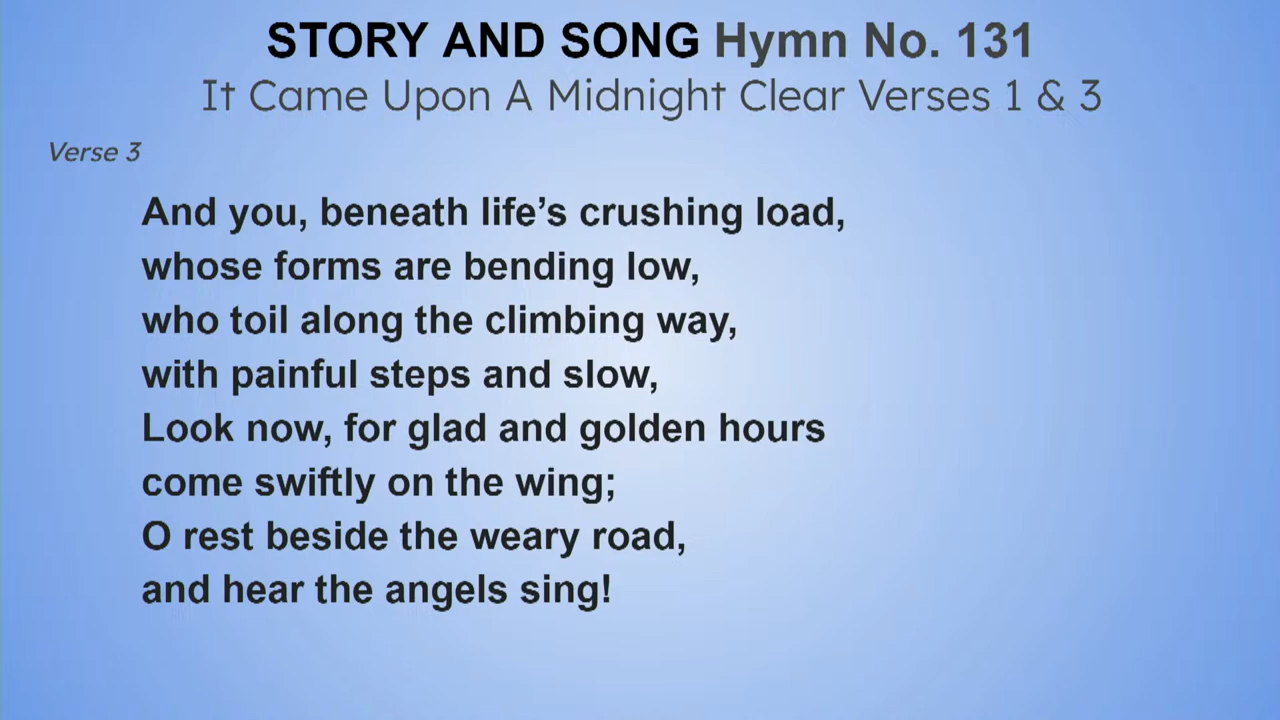 STORY AND SONG Hymn No. 131
It Came Upon A Midnight Clear Verses 1 & 3
Verse 3
And you, beneath life’s crushing load,
whose forms are bending low,
who toil along the climbing way,
with painful steps and slow,
Look now, for glad and golden hours
come swiftly on the wing;
O rest beside the weary road,
and hear the angels sing!